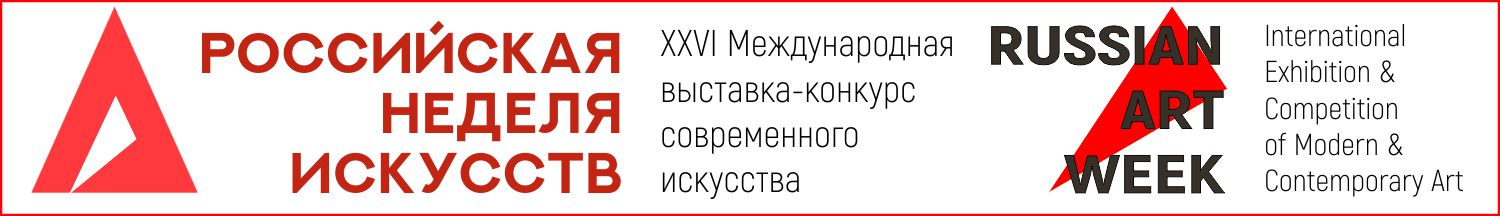 РОССИЙСКАЯ
НЕДЕЛЯ
ИСКУССТВ
XXVI Международная
выставка-конкурс
современного
искусства
RUSSIAN
ART
WEEK
International
Exhibition &
Competition
of Modern &
Contemporary Art